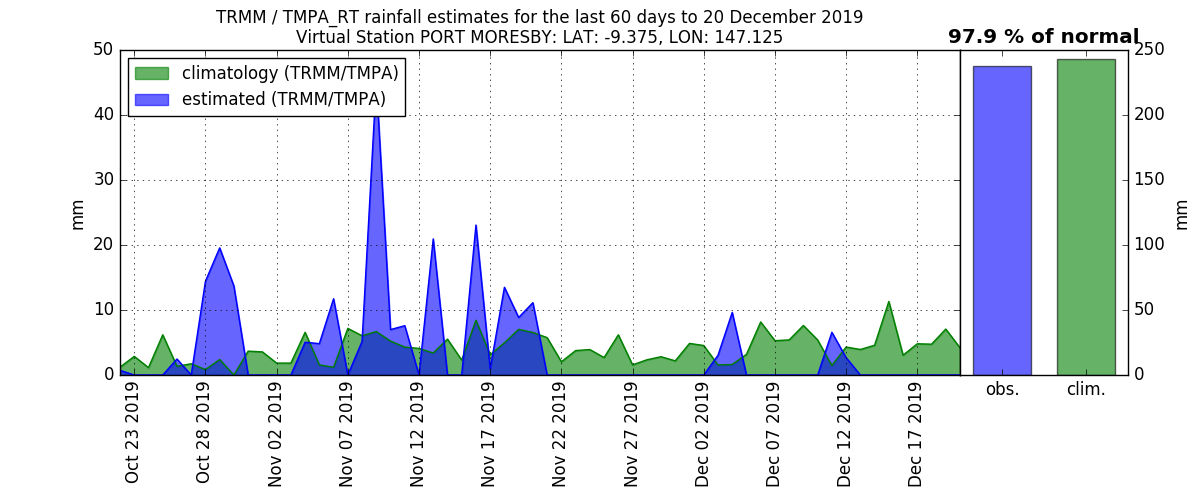 TRMM / TMPA_RT rainfall estimates for the last 60 days to 20 December 2019
Virtual Station PORT MORESBY: LAT: -9.375, LON: 147.125
97.9 % of normal
climatology (TRMM/TMPA)
estimated (TRMM/TMPA)
50
40
30
20
10
0
mm
Oct 23 2019
Oct 28 2019
Nov 02 2019
Nov 07 2019
Nov 12 2019
Nov 17 2019
Nov 22 2019
Nov 27 2019
Dec 02 2019
Dec 07 2019
Dec 12 2019
Dec 17 2019
obs.
clim.
250
200
150
100
50
0
mm